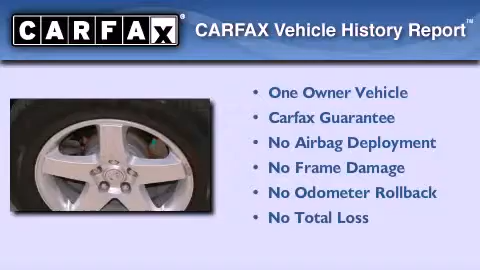 CARFAX®
CARFAX Vehicle History Report™
• One Owner Vehicle
• Carfax Guarantee
• No Airbag Deployment
• No Frame Damage
• No Odometer Rollback
• No Total Loss